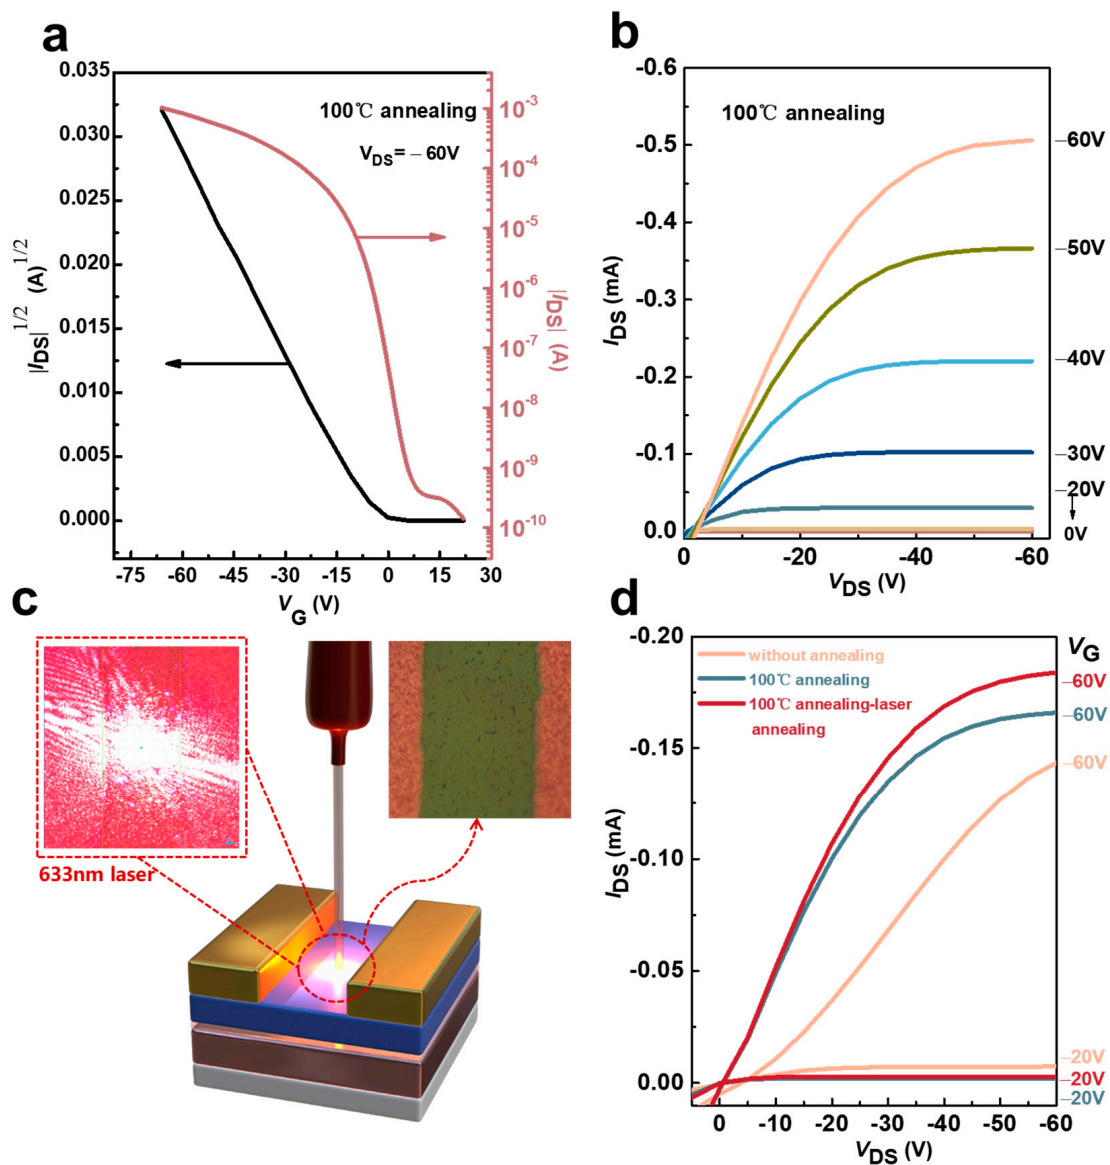 a
0.035
0.030
0.025
0.020
0.015
0.010
0.005
0.000
|IDS|^1/2 (A)^1/2
100℃ annealing
VDS= – 60V
10^-3
10^-4
10^-5
10^-6
10^-7
10^-8
10^-9
10^-10
|IDS| (A)
-75 -60 -45 -30 -15 0 15 30
VG (V)
b
-0.6
-0.5
-0.4
-0.3
-0.2
-0.1
0.0
IDS (mA)
100℃ annealing
–60V
–50V
–40V
–30V
–20V
0V
0 -20 -40 -60
VDS (V)
c
633nm laser
d
-0.20
-0.15
-0.10
-0.05
0.00
IDS (mA)
without annealing
100℃ annealing
100℃ annealing-laser
annealing
VG
–60V
–60V
–60V
–20V
–20V
–20V
0 -10 -20 -30 -40 -50 -60
VDS (V)